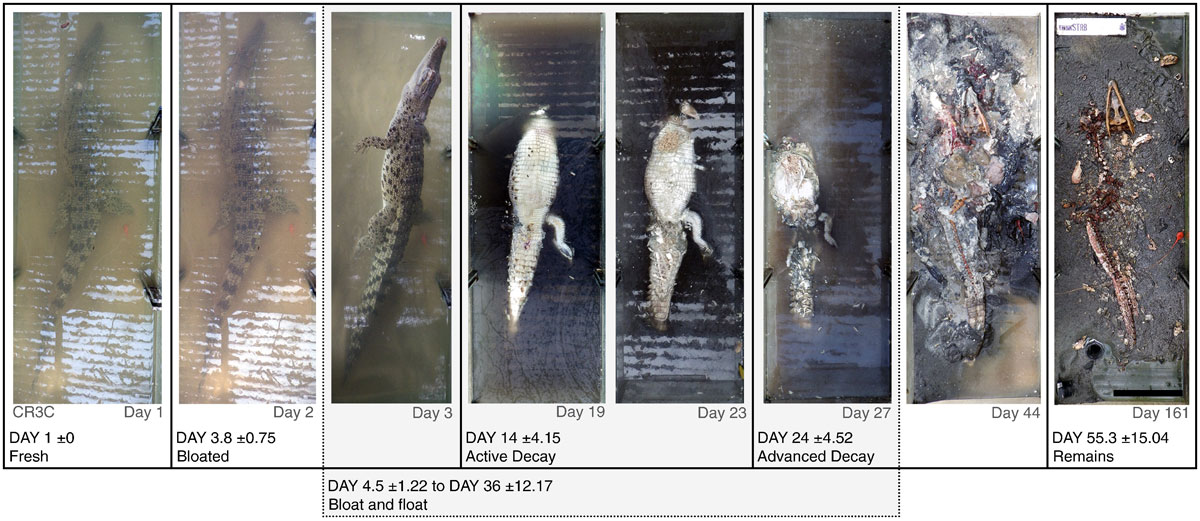 CR3C
Day 1
Day 2
Day 3
Day 19
Day 23
Day 27
Day 44
Day 161
DAY 1 ±0
Fresh
DAY 3.8 ±0.75
Bloated
DAY 14 ±4.15
Active Decay
DAY 24 ±4.52
Advanced Decay
DAY 55.3 ±15.04
Remains
DAY 4.5 ±1.22 to DAY 36 ±12.17
Bloat and float